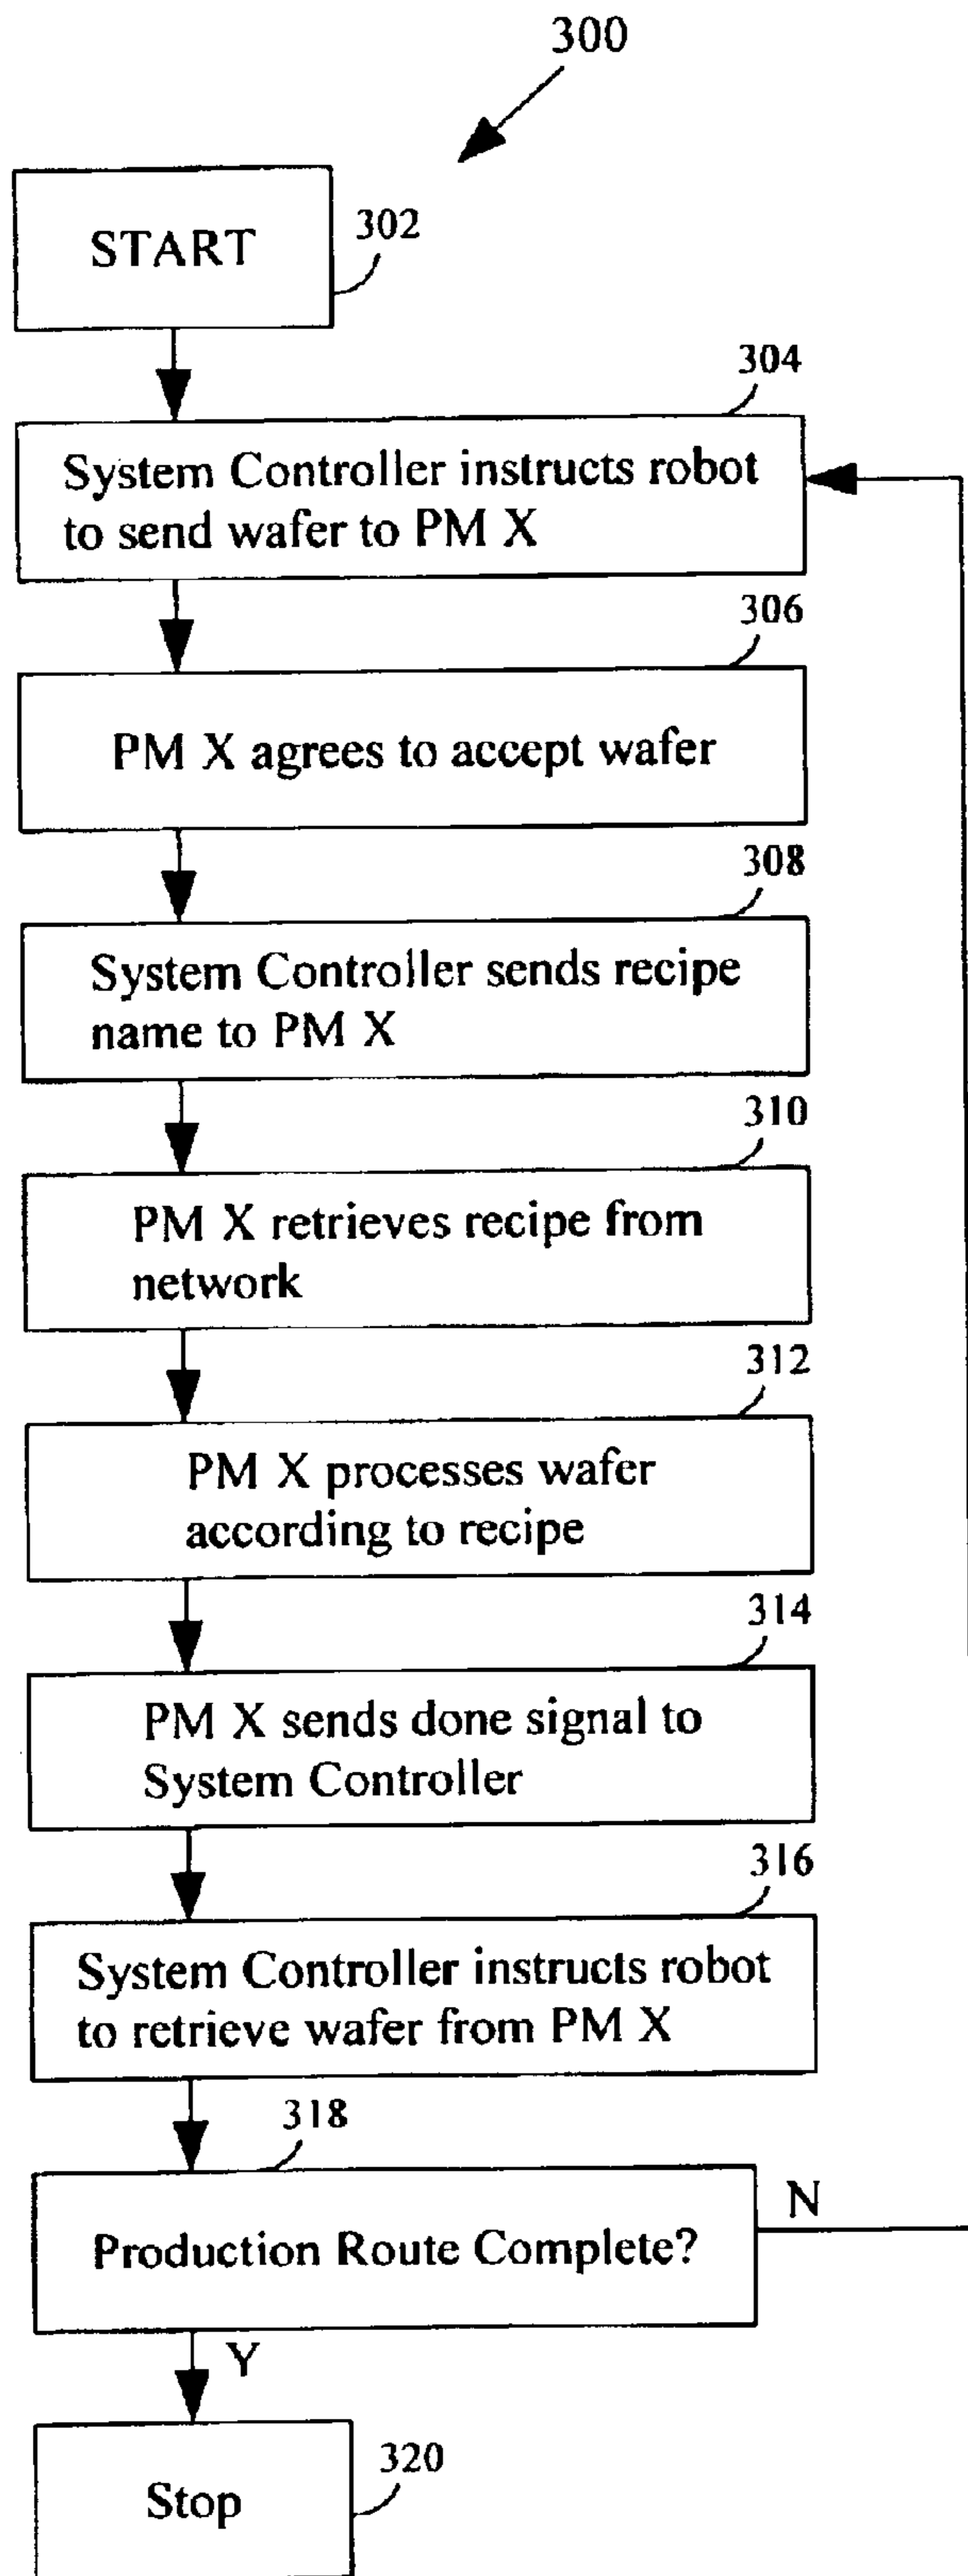 300
START
302
304
System Controller instructs robot
to send wafer to PM X
306
PM X agrees to accept wafer
308
System Controller sends recipe
name to PM X
310
PM X retrieves recipe from
network
312
PM X processes wafer
according to recipe
314
PM X sends done signal to
System Controller
316
System Controller instructs robot
to retrieve wafer from PM X
318
Production Route Complete?
N
Y
Stop
320